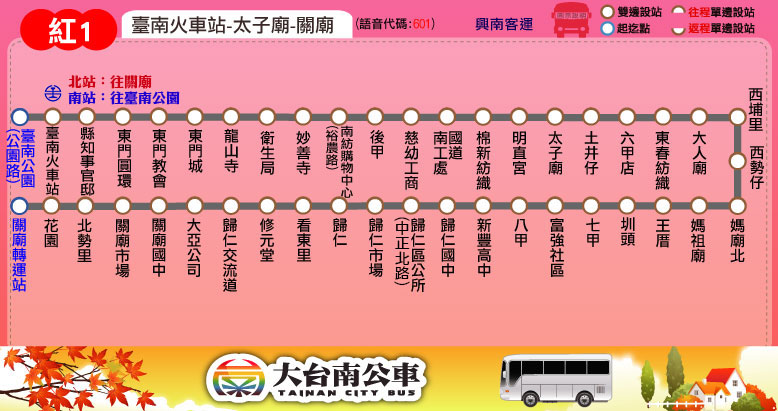 紅1
臺南火車站-太子廟-關廟
(語音代碼:601)
興南客運
雙邊設站
往程單邊設站
起迄點
返程單邊設站
北站：往關廟
南站：往臺南公園
臺南公園
(公園路)
臺南火車站
縣知事官邸
東門圓環
東門教會
東門城
龍山寺
衛生局
妙善寺
南紡購物中心
(裕農路)
後甲
慈幼工商
國道
南工處
棉新紡織
明直宮
太子廟
土井仔
六甲店
東春紡織
大人廟
西埔里
西勢仔
關廟轉運站
花園
北勢里
關廟市場
關廟國中
大亞公司
歸仁交流道
修元堂
看東里
歸仁
歸仁市場
歸仁區公所
(中正北路)
歸仁國中
新豐高中
八甲
富強社區
七甲
圳頭
王厝
媽祖廟
媽廟北
大台南公車
TAINAN CITY BUS